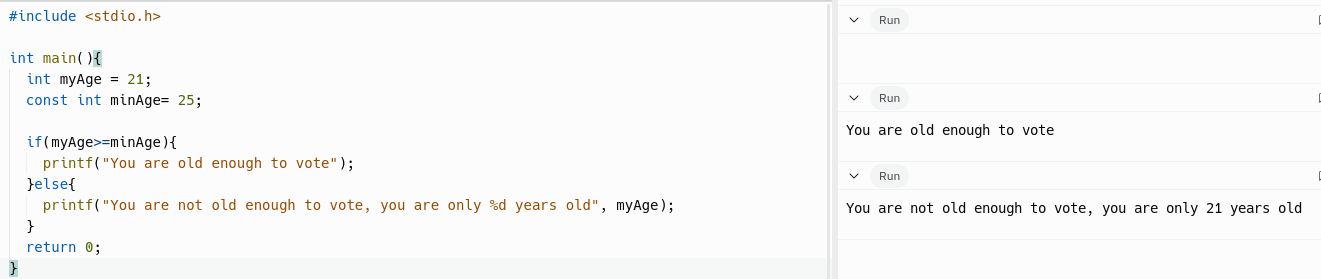 #include <stdio.h>

int main(){
  int myAge = 21;
  const int minAge= 25;

  if(myAge>=minAge){
    printf("You are old enough to vote");
  }else{
    printf("You are not old enough to vote, you are only %d years old", myAge);
  }
  return 0;
}
Run
Run
You are old enough to vote
Run
You are not old enough to vote, you are only 21 years old